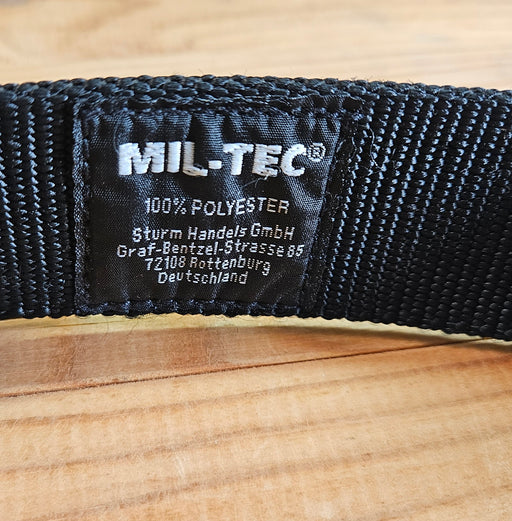 MIL-TEC®
100% POLYESTER
Sturm Handels GmbH
Graf-Bentzel-Strasse 85
72108 Rottenburg
Deutschland